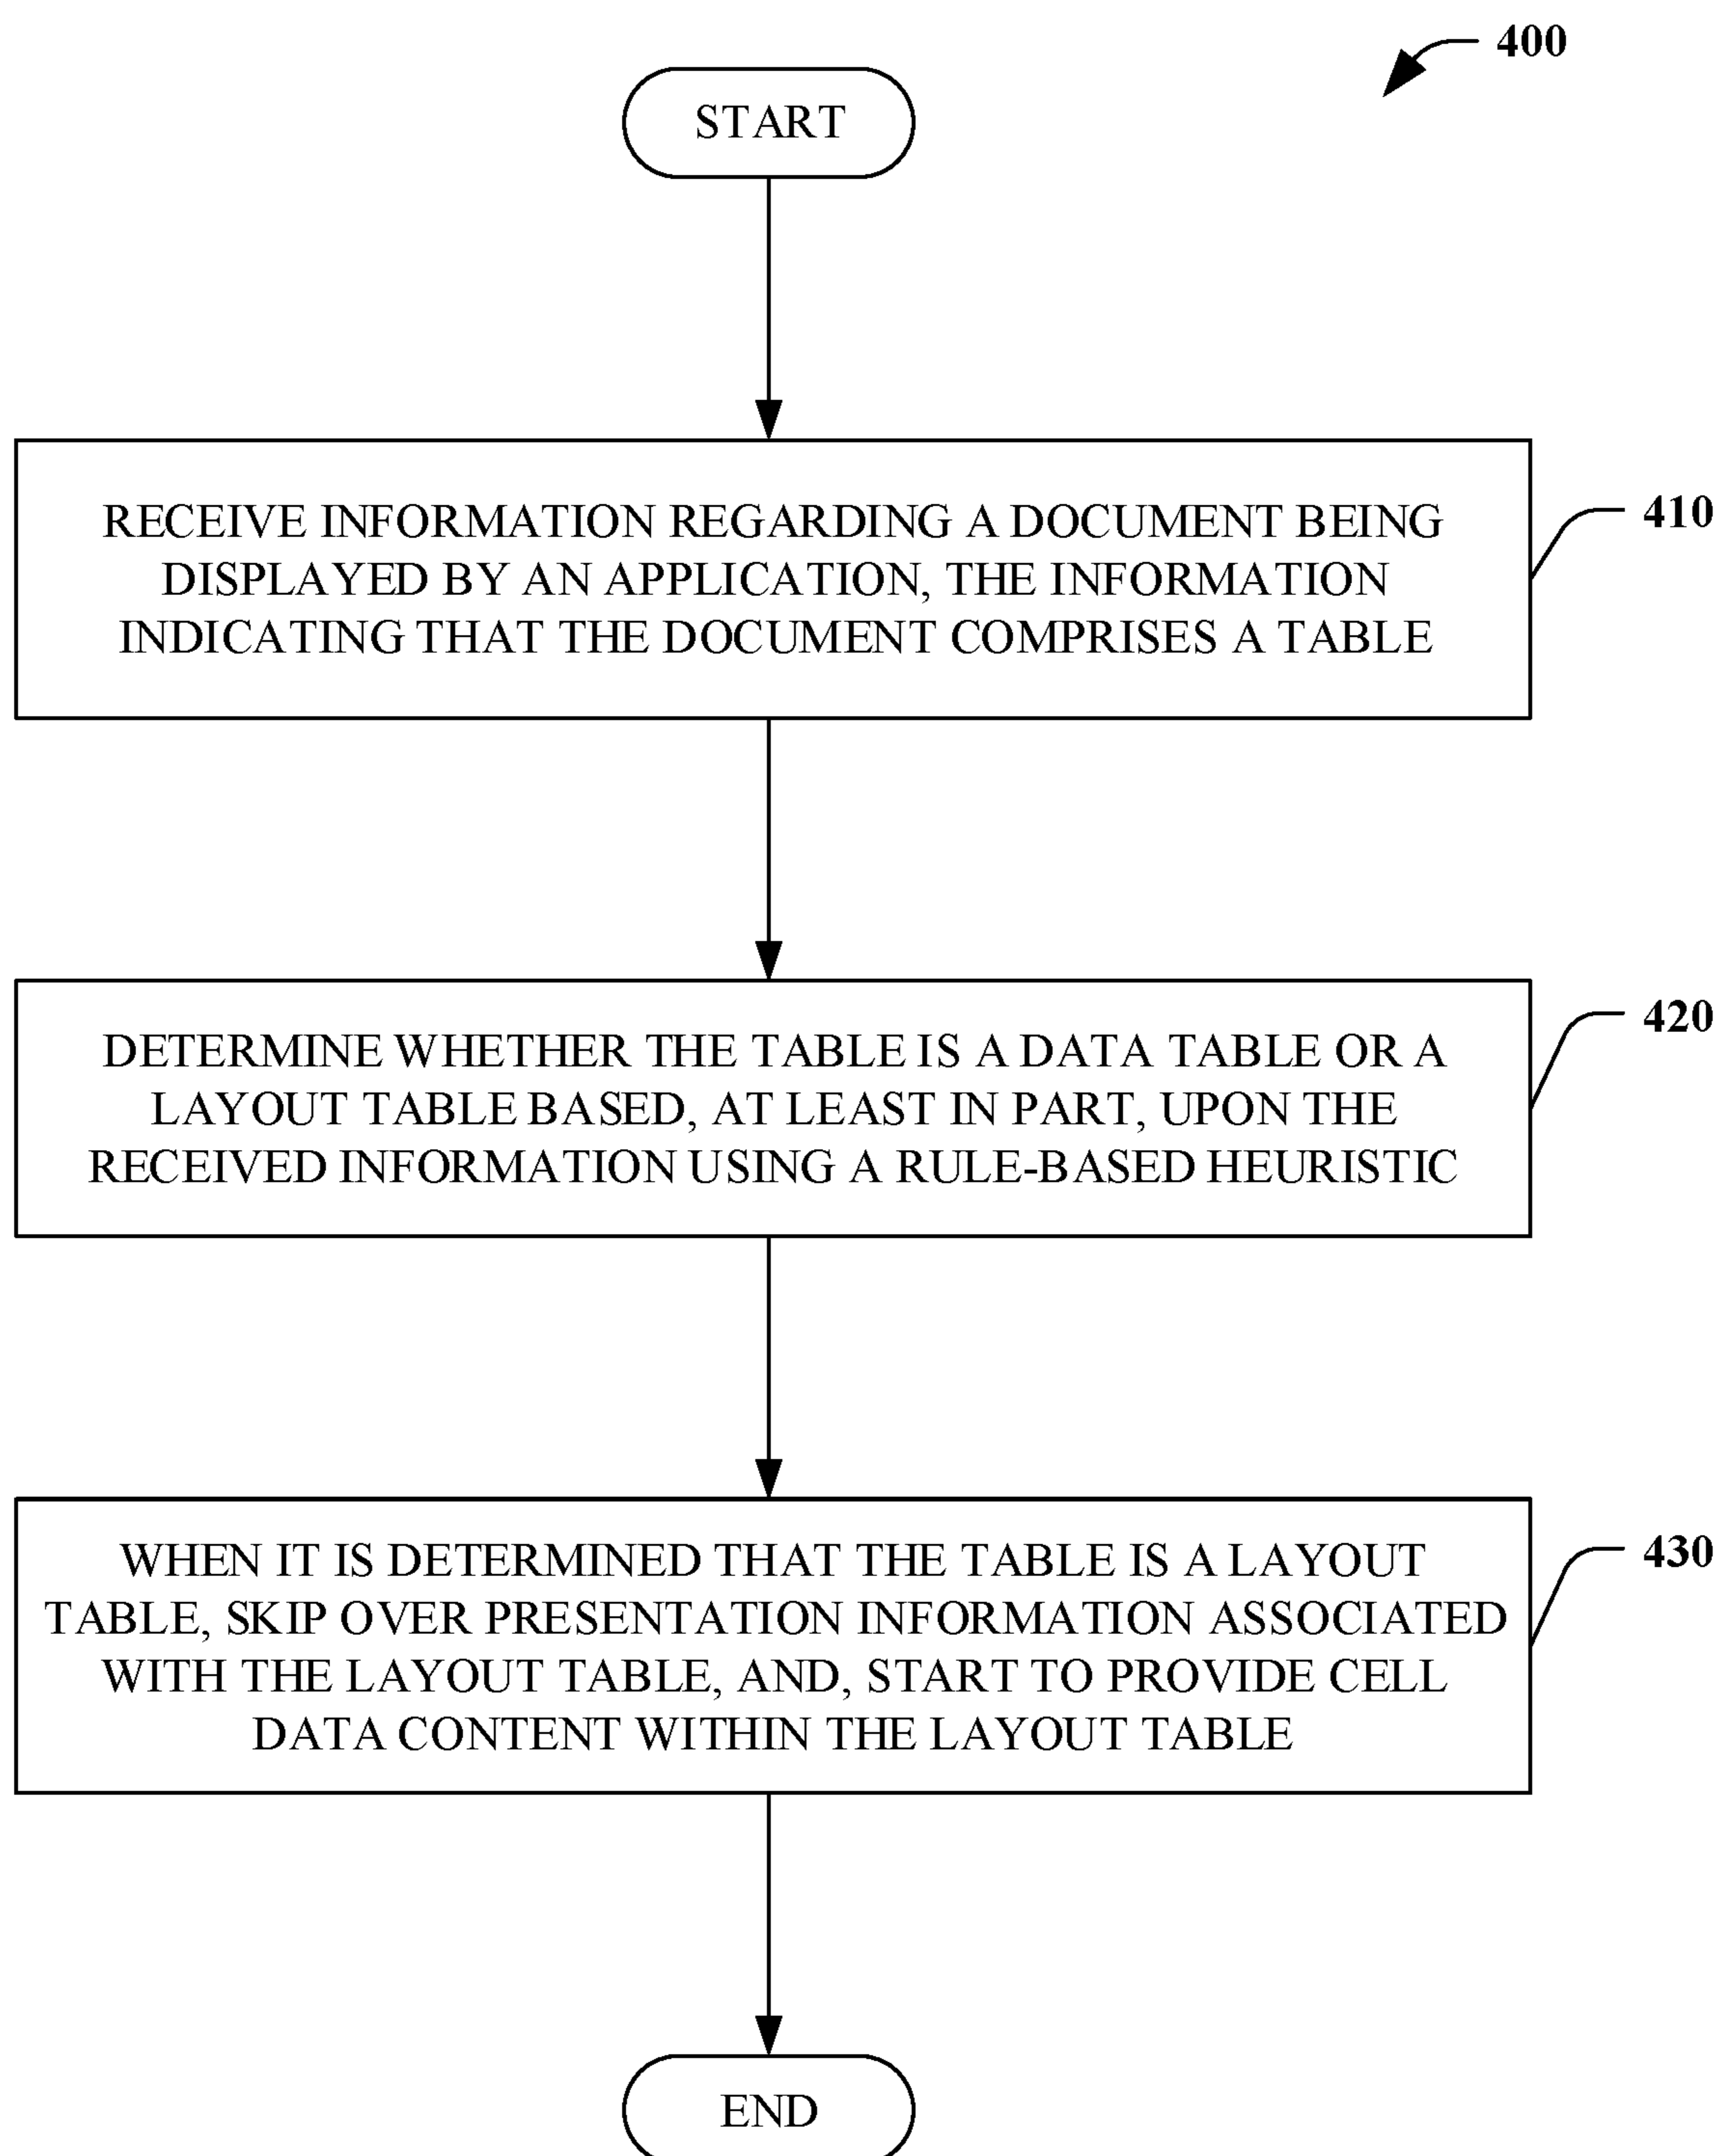 400
START
RECEIVE INFORMATION REGARDING A DOCUMENT BEING
DISPLAYED BY AN APPLICATION, THE INFORMATION
INDICATING THAT THE DOCUMENT COMPRISES A TABLE
410
DETERMINE WHETHER THE TABLE IS A DATA TABLE OR A
LAYOUT TABLE BASED, AT LEAST IN PART, UPON THE
RECEIVED INFORMATION USING A RULE-BASED HEURISTIC
420
WHEN IT IS DETERMINED THAT THE TABLE IS A LAYOUT
TABLE, SKIP OVER PRESENTATION INFORMATION ASSOCIATED
WITH THE LAYOUT TABLE, AND, START TO PROVIDE CELL
DATA CONTENT WITHIN THE LAYOUT TABLE
430
END